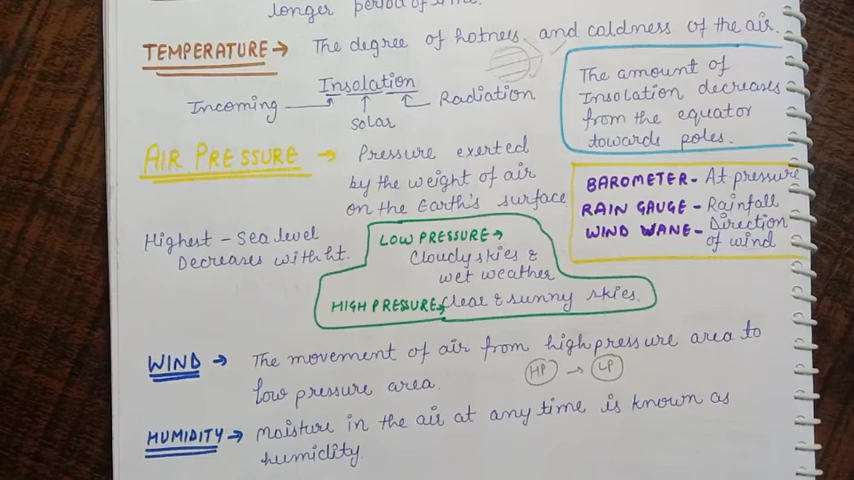 longer period of time.
TEMPERATURE → The degree of hotness and coldness of the air.
Insolation
Incoming
Solar
Radiation
The amount of
Insolation decreases
from the equator
towards poles.
AIR PRESSURE → Pressure exerted
by the weight of air
on the Earth's surface
BAROMETER - At pressure
RAIN GAUGE - Rainfall
WIND WANE - Direction
of wind
Highest - Sea level
Decreases with ht.
LOW PRESSURE →
Cloudy skies &
wet weather
HIGH PRESSURE → Clear & sunny skies.
WIND → The movement of air from high pressure area to
low pressure area.
HP → LP
HUMIDITY → Moisture in the air at any time is known as
humidity.